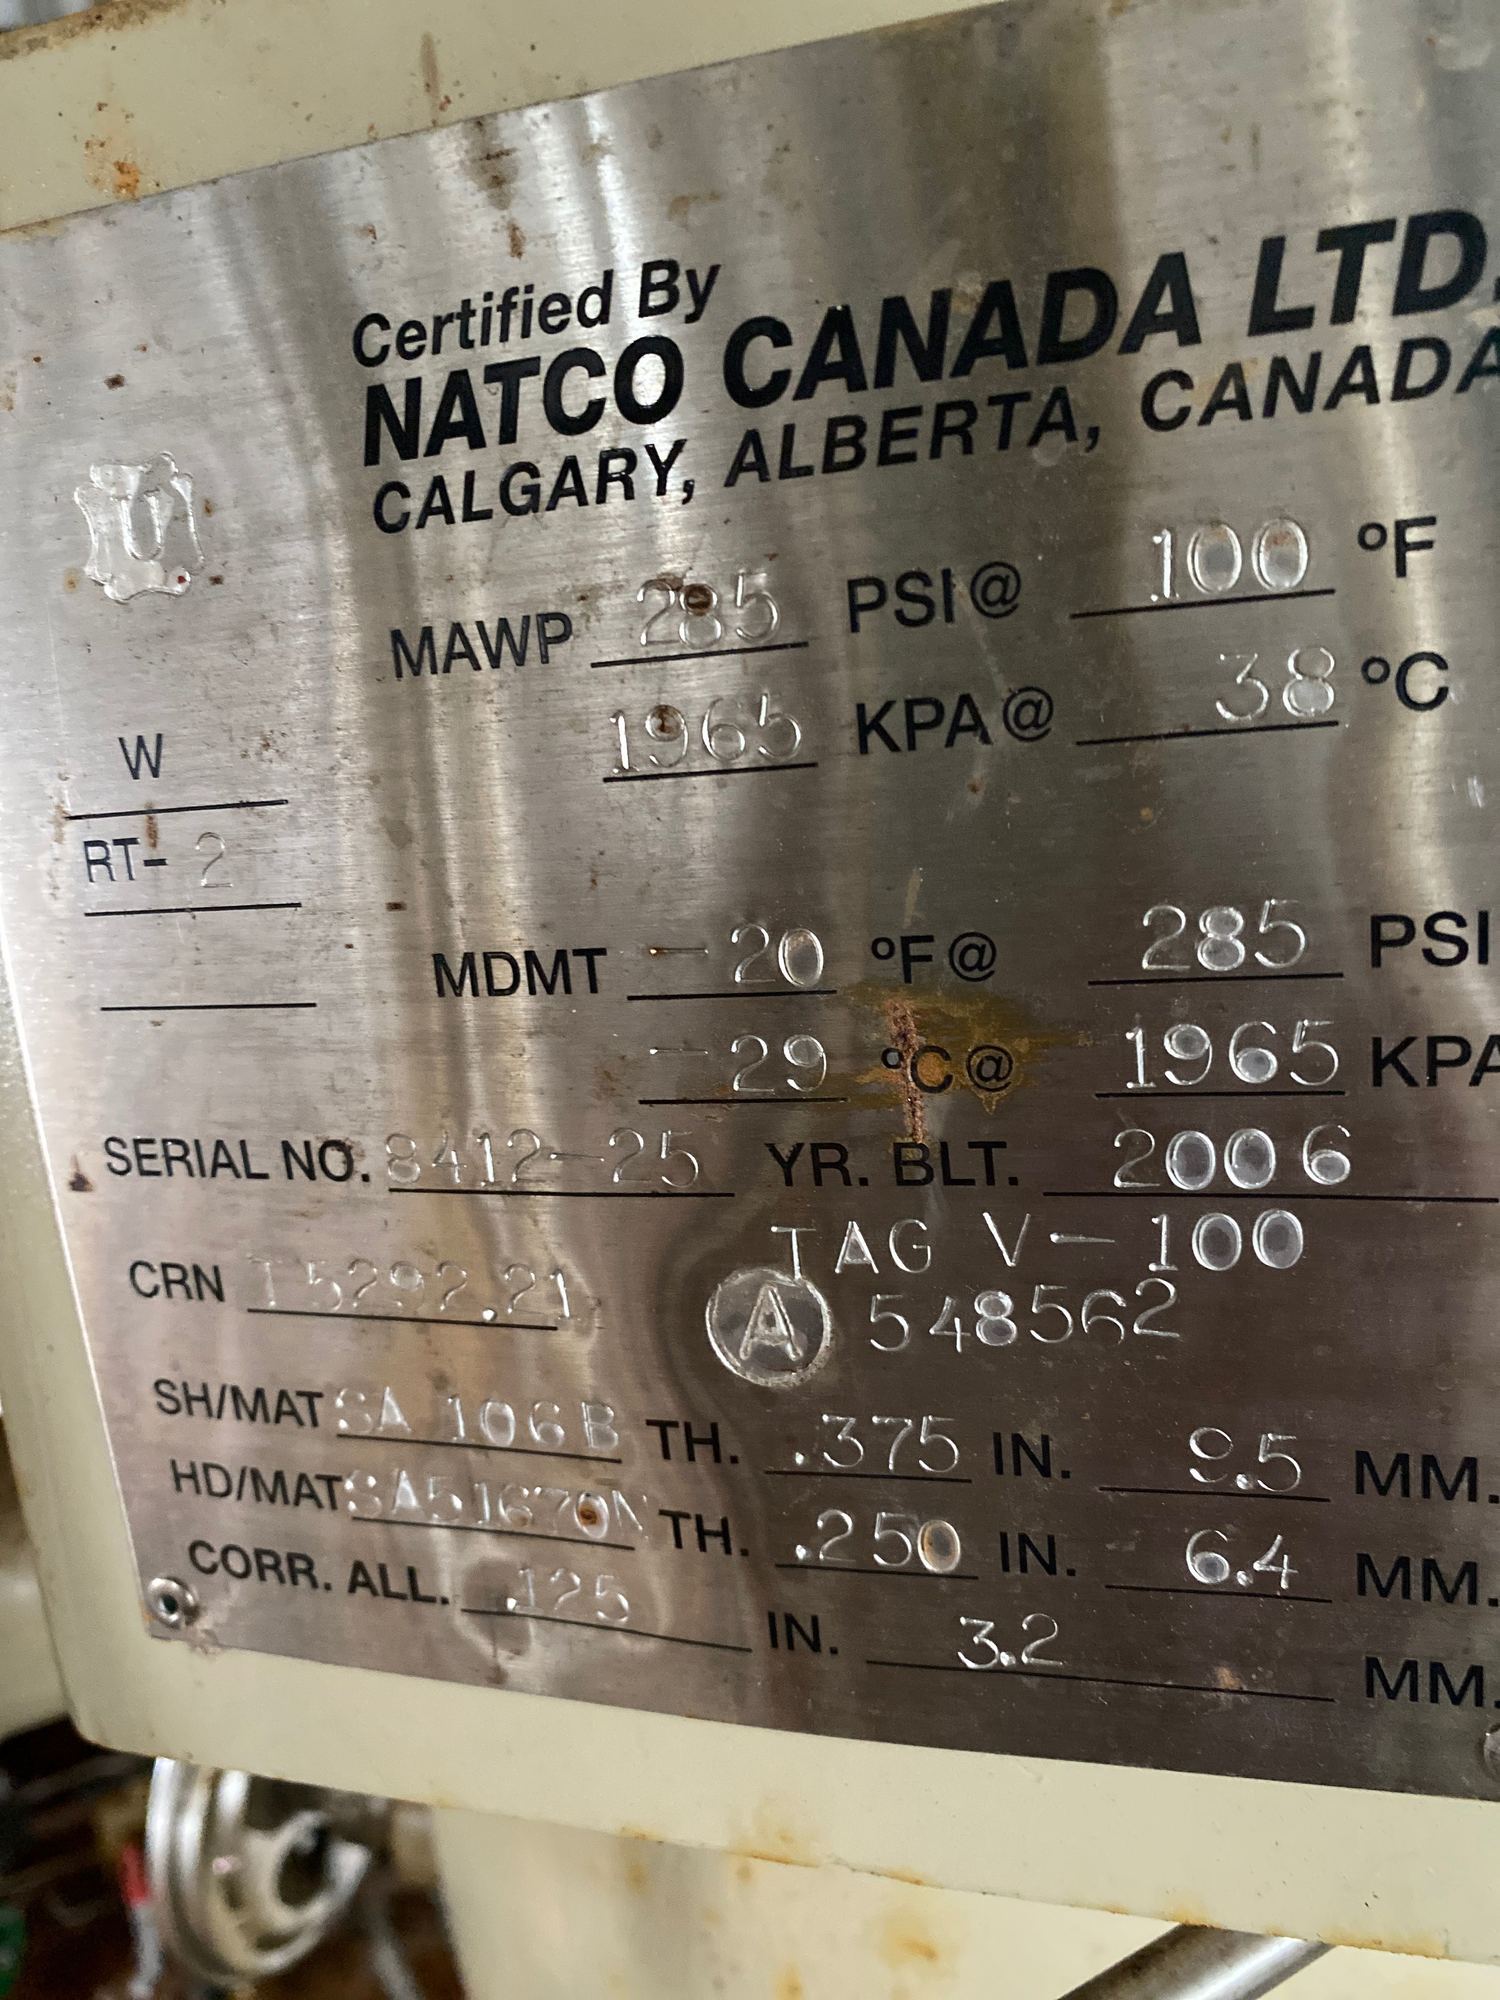 Certified By
NATCO CANADA LTD.
CALGARY, ALBERTA, CANADA
U
MAWP 285 PSI@ 100 °F
1965 KPA@ 38 °C
W
RT- 2
MDMT -20 °F@ 285 PSI
-29 °C@ 1965 KPA
SERIAL NO. 8412-25 YR. BLT. 2006
TAG V-100
CRN T5292.21 A 548562
SH/MAT SA 106B TH. .375 IN. 9.5 MM.
HD/MAT SA51670N TH. .250 IN. 6.4 MM.
CORR. ALL. .125 IN. 3.2 MM.